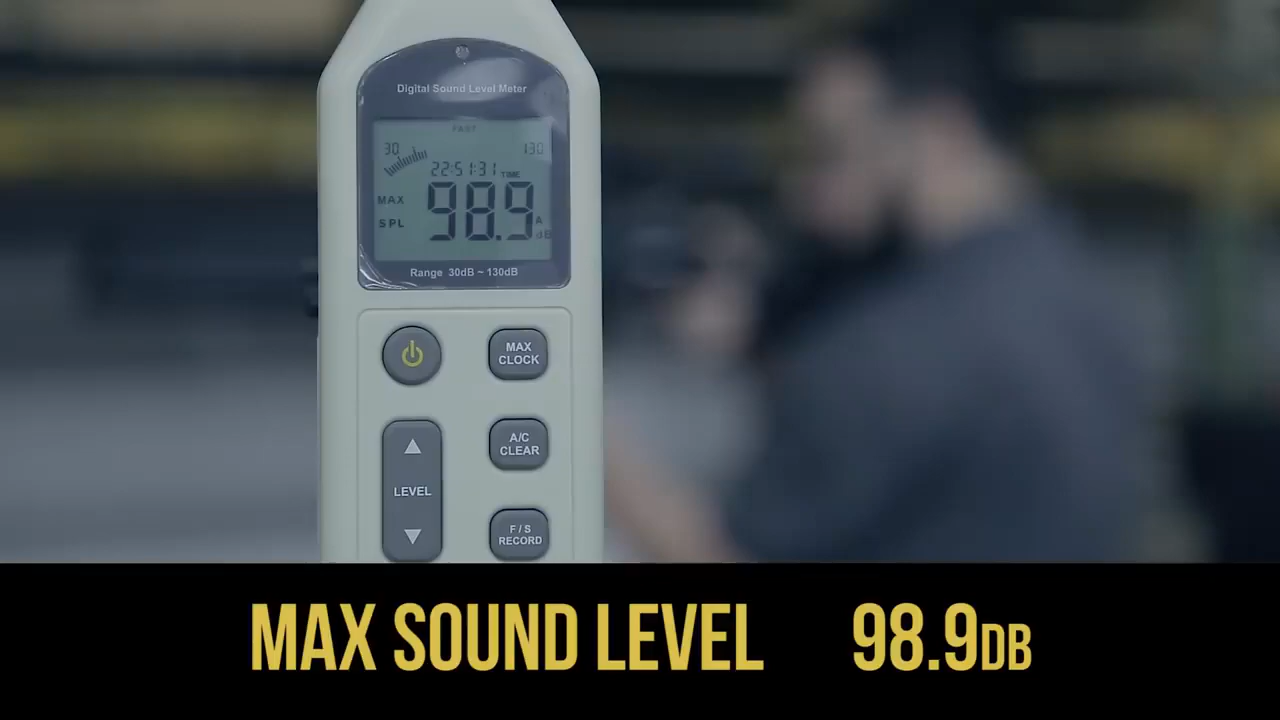 Digital Sound Level Meter
FAST
30 130
22:51:31 TIME
MAX
98.9 A
SPL dB
Range 30dB ~ 130dB
MAX
CLOCK
A/C
CLEAR
LEVEL
F / S
RECORD
MAX SOUND LEVEL 98.9DB